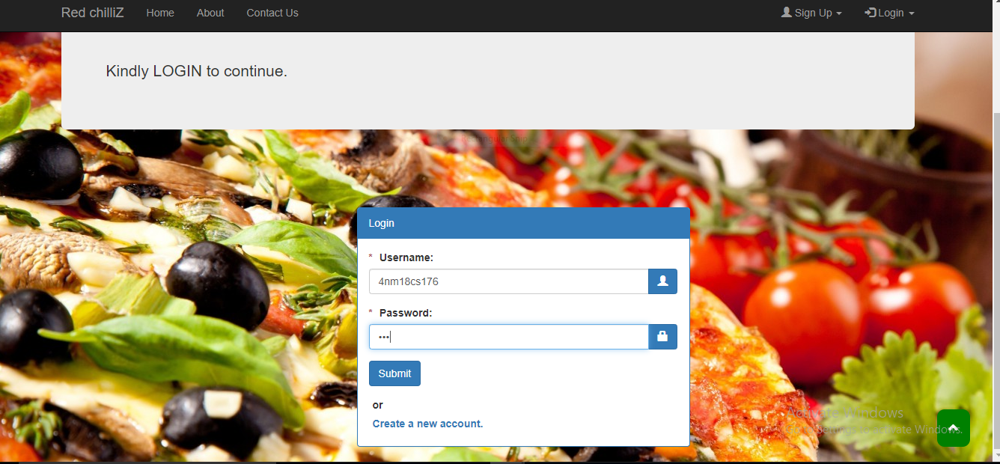 Red chilliZ Home About Contact Us Sign Up Login
Kindly LOGIN to continue.
Login
* Username:
4nm18cs176
* Password:
•••
Submit
or
Create a new account.
Activate Windows
Settings to activate Windows.